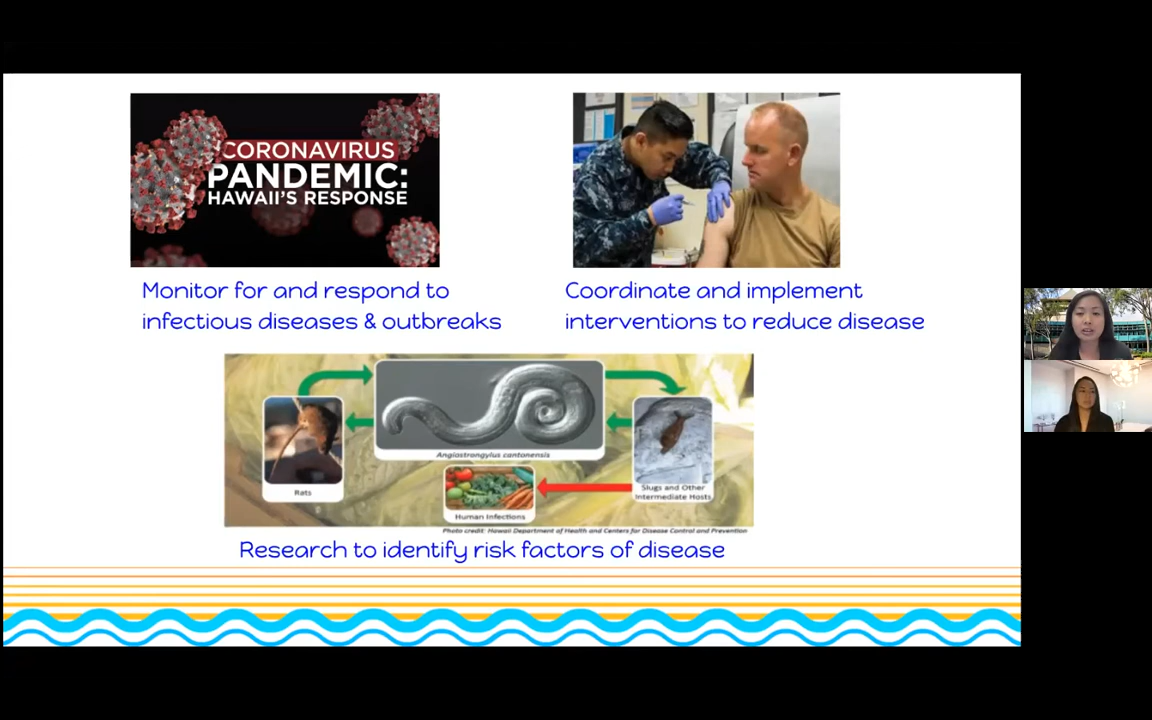 CORONAVIRUS
PANDEMIC:
HAWAII'S RESPONSE
Monitor for and respond to
infectious diseases & outbreaks
Coordinate and implement
interventions to reduce disease
Angiostrongylus cantonensis
Rats
Slugs and Other
Intermediate Hosts
Human Infections
Photo credit: Hawaii Department of Health and Centers for Disease Control and Prevention
Research to identify risk factors of disease